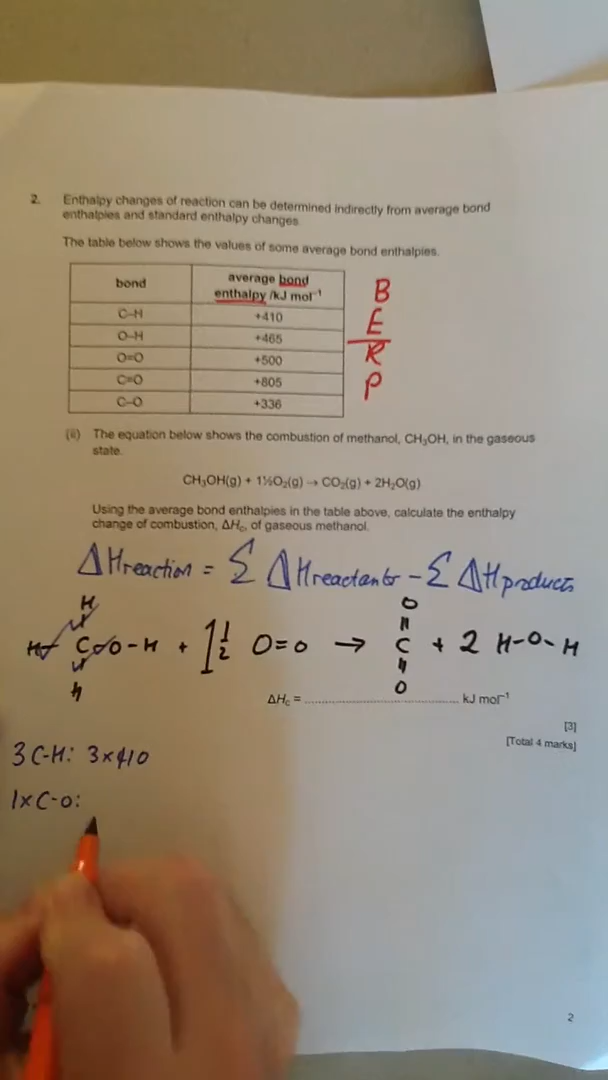 2. Enthalpy changes of reaction can be determined indirectly from average bond
enthalpies and standard enthalpy changes.
The table below shows the values of some average bond enthalpies.
bond average bond enthalpy /kJ mol⁻¹
C–H +410
O–H +465
O=O +500
C=O +805
C–O +336
B
E
R
P
(ii) The equation below shows the combustion of methanol, CH₃OH, in the gaseous
state.
CH₃OH(g) + 1½O₂(g) → CO₂(g) + 2H₂O(g)
Using the average bond enthalpies in the table above, calculate the enthalpy
change of combustion, ΔHc, of gaseous methanol.
ΔHreaction = Σ ΔHreactants – Σ ΔHproducts
H O
H C O-H + 1 1/2 O=O → C + 2 H-O-H
H O
ΔHc = .................................................. kJ mol⁻¹
[3]
[Total 4 marks]
3 C-H: 3×410
1×C-O:
2